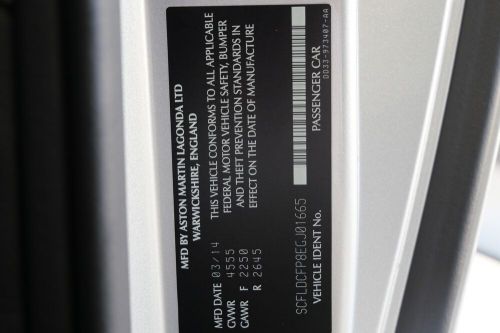 MFD BY ASTON MARTIN LAGONDA LTD
WARWICKSHIRE, ENGLAND
MFD DATE 03/14
GVWR 4555
GAWR F 2250
R 2645
THIS VEHICLE CONFORMS TO ALL APPLICABLE
FEDERAL MOTOR VEHICLE SAFETY, BUMPER
AND THEFT PREVENTION STANDARDS IN
EFFECT ON THE DATE OF MANUFACTURE
SCFLDCFP8EGJ01665
VEHICLE IDENT No.
PASSENGER CAR
DD33-973407-AA